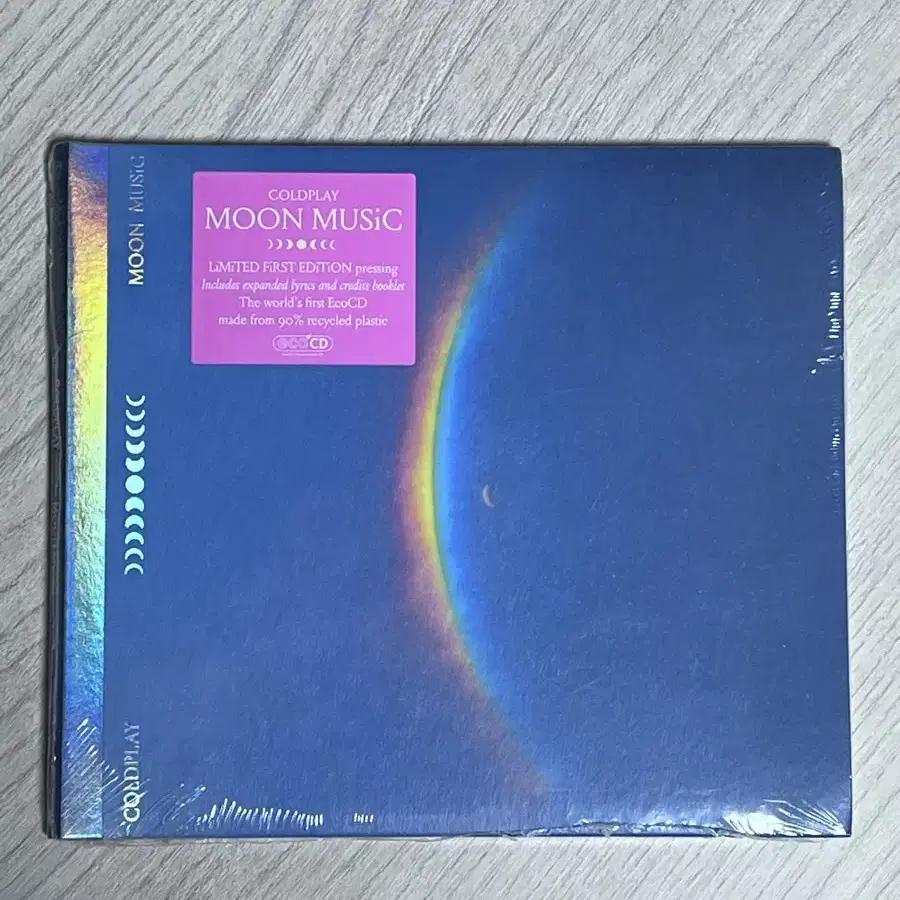 COLDPLAY
MOON MUSiC
LiMiTED FiRST EDiTiON pressing
Includes expanded lyrics and credits booklet
The world's first EcoCD
made from 90% recycled plastic
ecoCD
MOON MUSiC
COLDPLAY